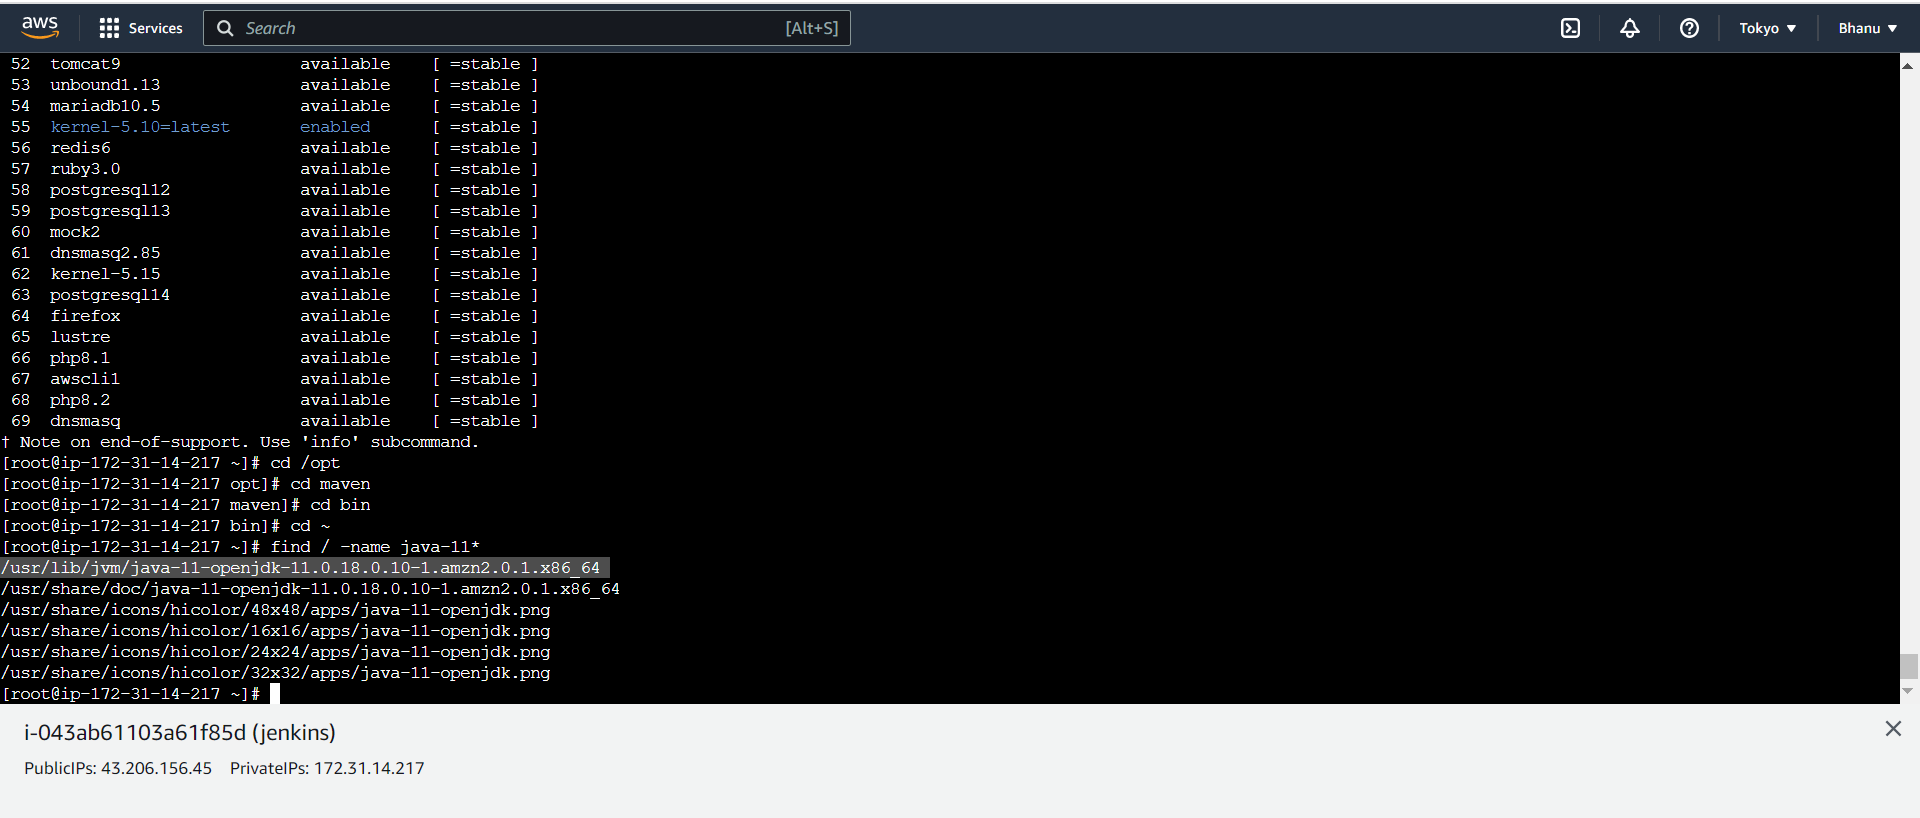 aws Services Search [Alt+S] Tokyo ▼ Bhanu ▼
52 tomcat9 available [ =stable ]
53 unbound1.13 available [ =stable ]
54 mariadb10.5 available [ =stable ]
55 kernel-5.10=latest enabled [ =stable ]
56 redis6 available [ =stable ]
57 ruby3.0 available [ =stable ]
58 postgresql12 available [ =stable ]
59 postgresql13 available [ =stable ]
60 mock2 available [ =stable ]
61 dnsmasq2.85 available [ =stable ]
62 kernel-5.15 available [ =stable ]
63 postgresql14 available [ =stable ]
64 firefox available [ =stable ]
65 lustre available [ =stable ]
66 php8.1 available [ =stable ]
67 awscli1 available [ =stable ]
68 php8.2 available [ =stable ]
69 dnsmasq available [ =stable ]
† Note on end-of-support. Use 'info' subcommand.
[root@ip-172-31-14-217 ~]# cd /opt
[root@ip-172-31-14-217 opt]# cd maven
[root@ip-172-31-14-217 maven]# cd bin
[root@ip-172-31-14-217 bin]# cd ~
[root@ip-172-31-14-217 ~]# find / -name java-11*
/usr/lib/jvm/java-11-openjdk-11.0.18.0.10-1.amzn2.0.1.x86_64
/usr/share/doc/java-11-openjdk-11.0.18.0.10-1.amzn2.0.1.x86_64
/usr/share/icons/hicolor/48x48/apps/java-11-openjdk.png
/usr/share/icons/hicolor/16x16/apps/java-11-openjdk.png
/usr/share/icons/hicolor/24x24/apps/java-11-openjdk.png
/usr/share/icons/hicolor/32x32/apps/java-11-openjdk.png
[root@ip-172-31-14-217 ~]#
i-043ab61103a61f85d (jenkins)
PublicIPs: 43.206.156.45 PrivateIPs: 172.31.14.217